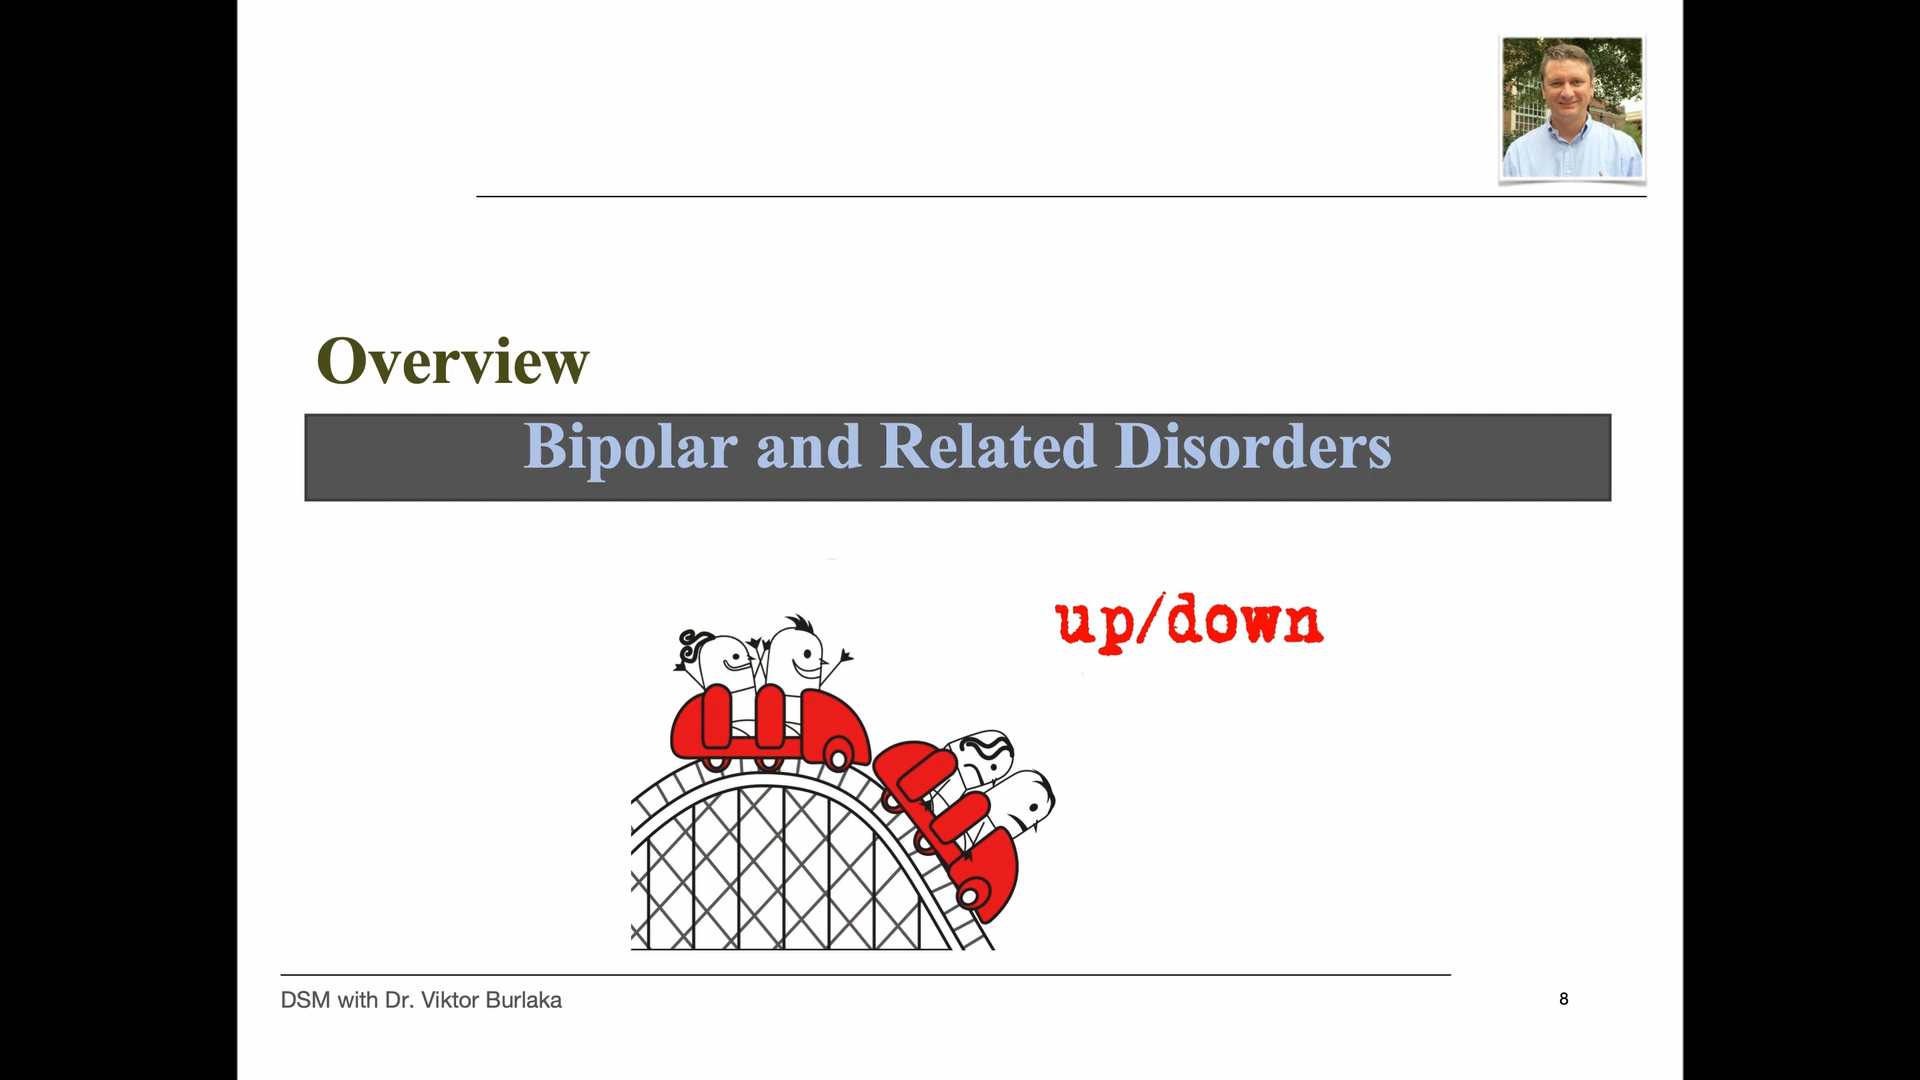 Overview
Bipolar and Related Disorders
up/down
DSM with Dr. Viktor Burlaka
8